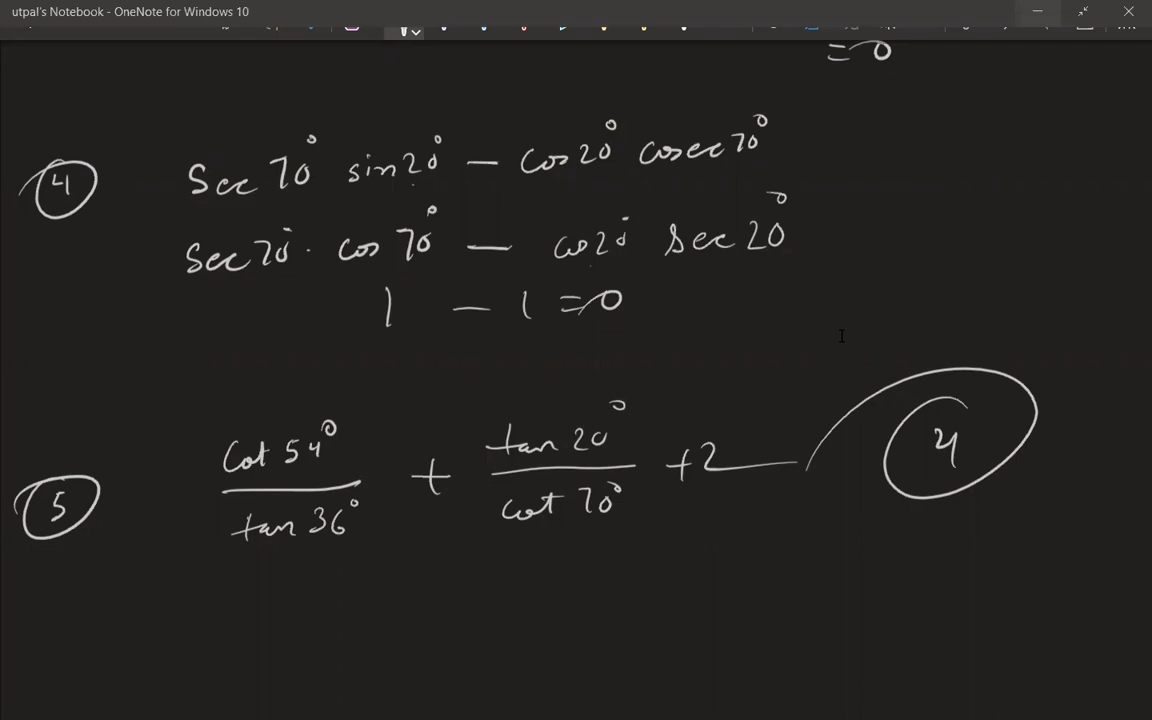 utpal's Notebook - OneNote for Windows 10
=0
4 Sec 70° sin 20° — cos 20° cosec 70°
Sec 70° · cos 70° — cos 20° sec 20°
1 — 1 = 0
5 cot 54° / tan 36° + tan 20° / cot 70° + 2 4